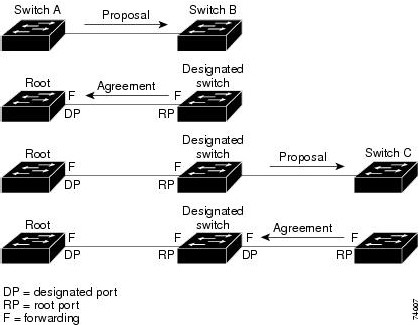 Switch A
Proposal
Switch B
Root
F
Agreement
F
Designated
switch
DP
RP
Root
F
DP
F
RP
Designated
switch
Proposal
Switch C
Root
F
DP
F
RP
Designated
switch
F
DP
Agreement
F
RP
DP = designated port
RP = root port
F = forwarding